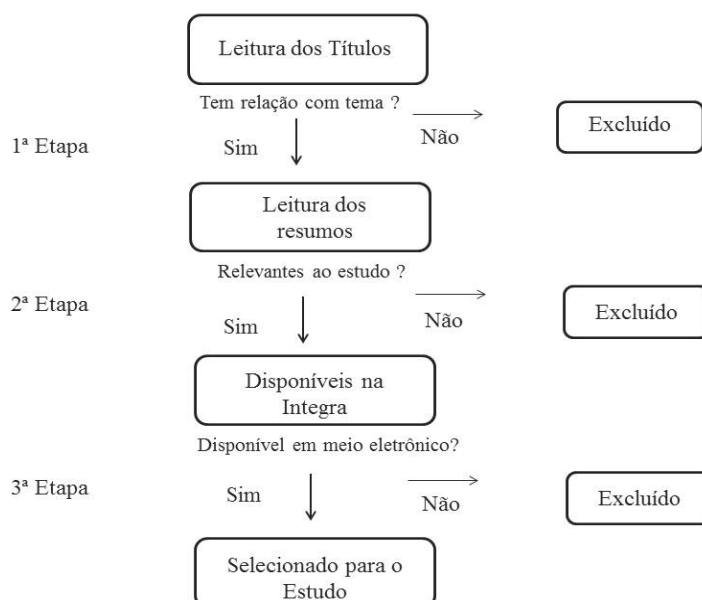 Leitura dos Títulos
Tem relação com tema ?
Não
Excluído
1ª Etapa
Sim
Leitura dos
resumos
Relevantes ao estudo ?
2ª Etapa
Sim
Não
Excluído
Disponíveis na
Integra
Disponível em meio eletrônico?
3ª Etapa
Sim
Não
Excluído
Selecionado para o
Estudo